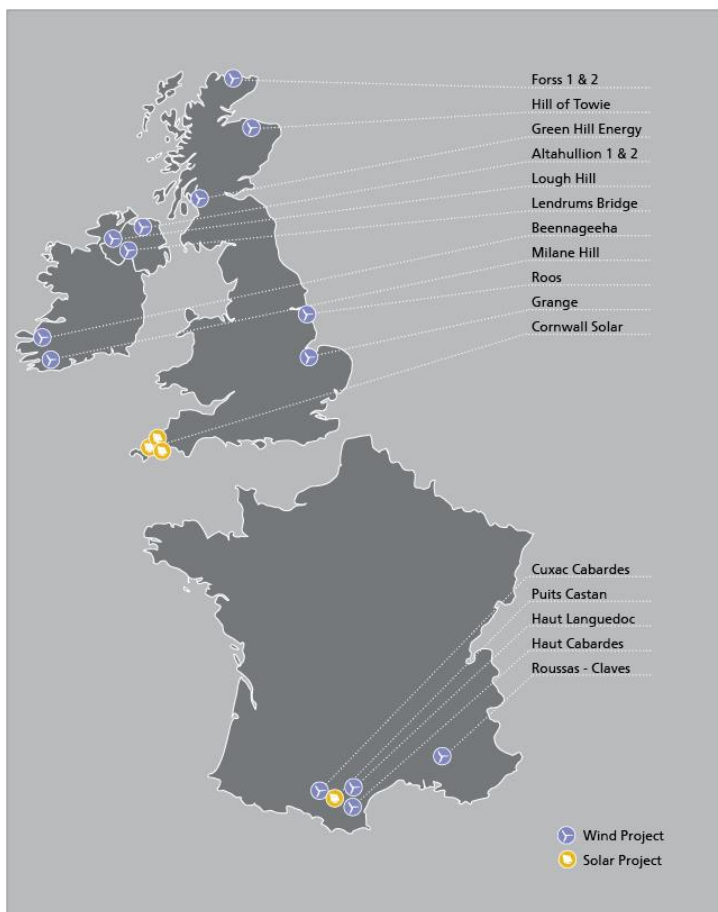 Forss 1 & 2
Hill of Towie
Green Hill Energy
Altahullion 1 & 2
Lough Hill
Lendrums Bridge
Beennageeha
Milane Hill
Roos
Grange
Cornwall Solar
Cuxac Cabardes
Puits Castan
Haut Languedoc
Haut Cabardes
Roussas - Claves
Wind Project
Solar Project